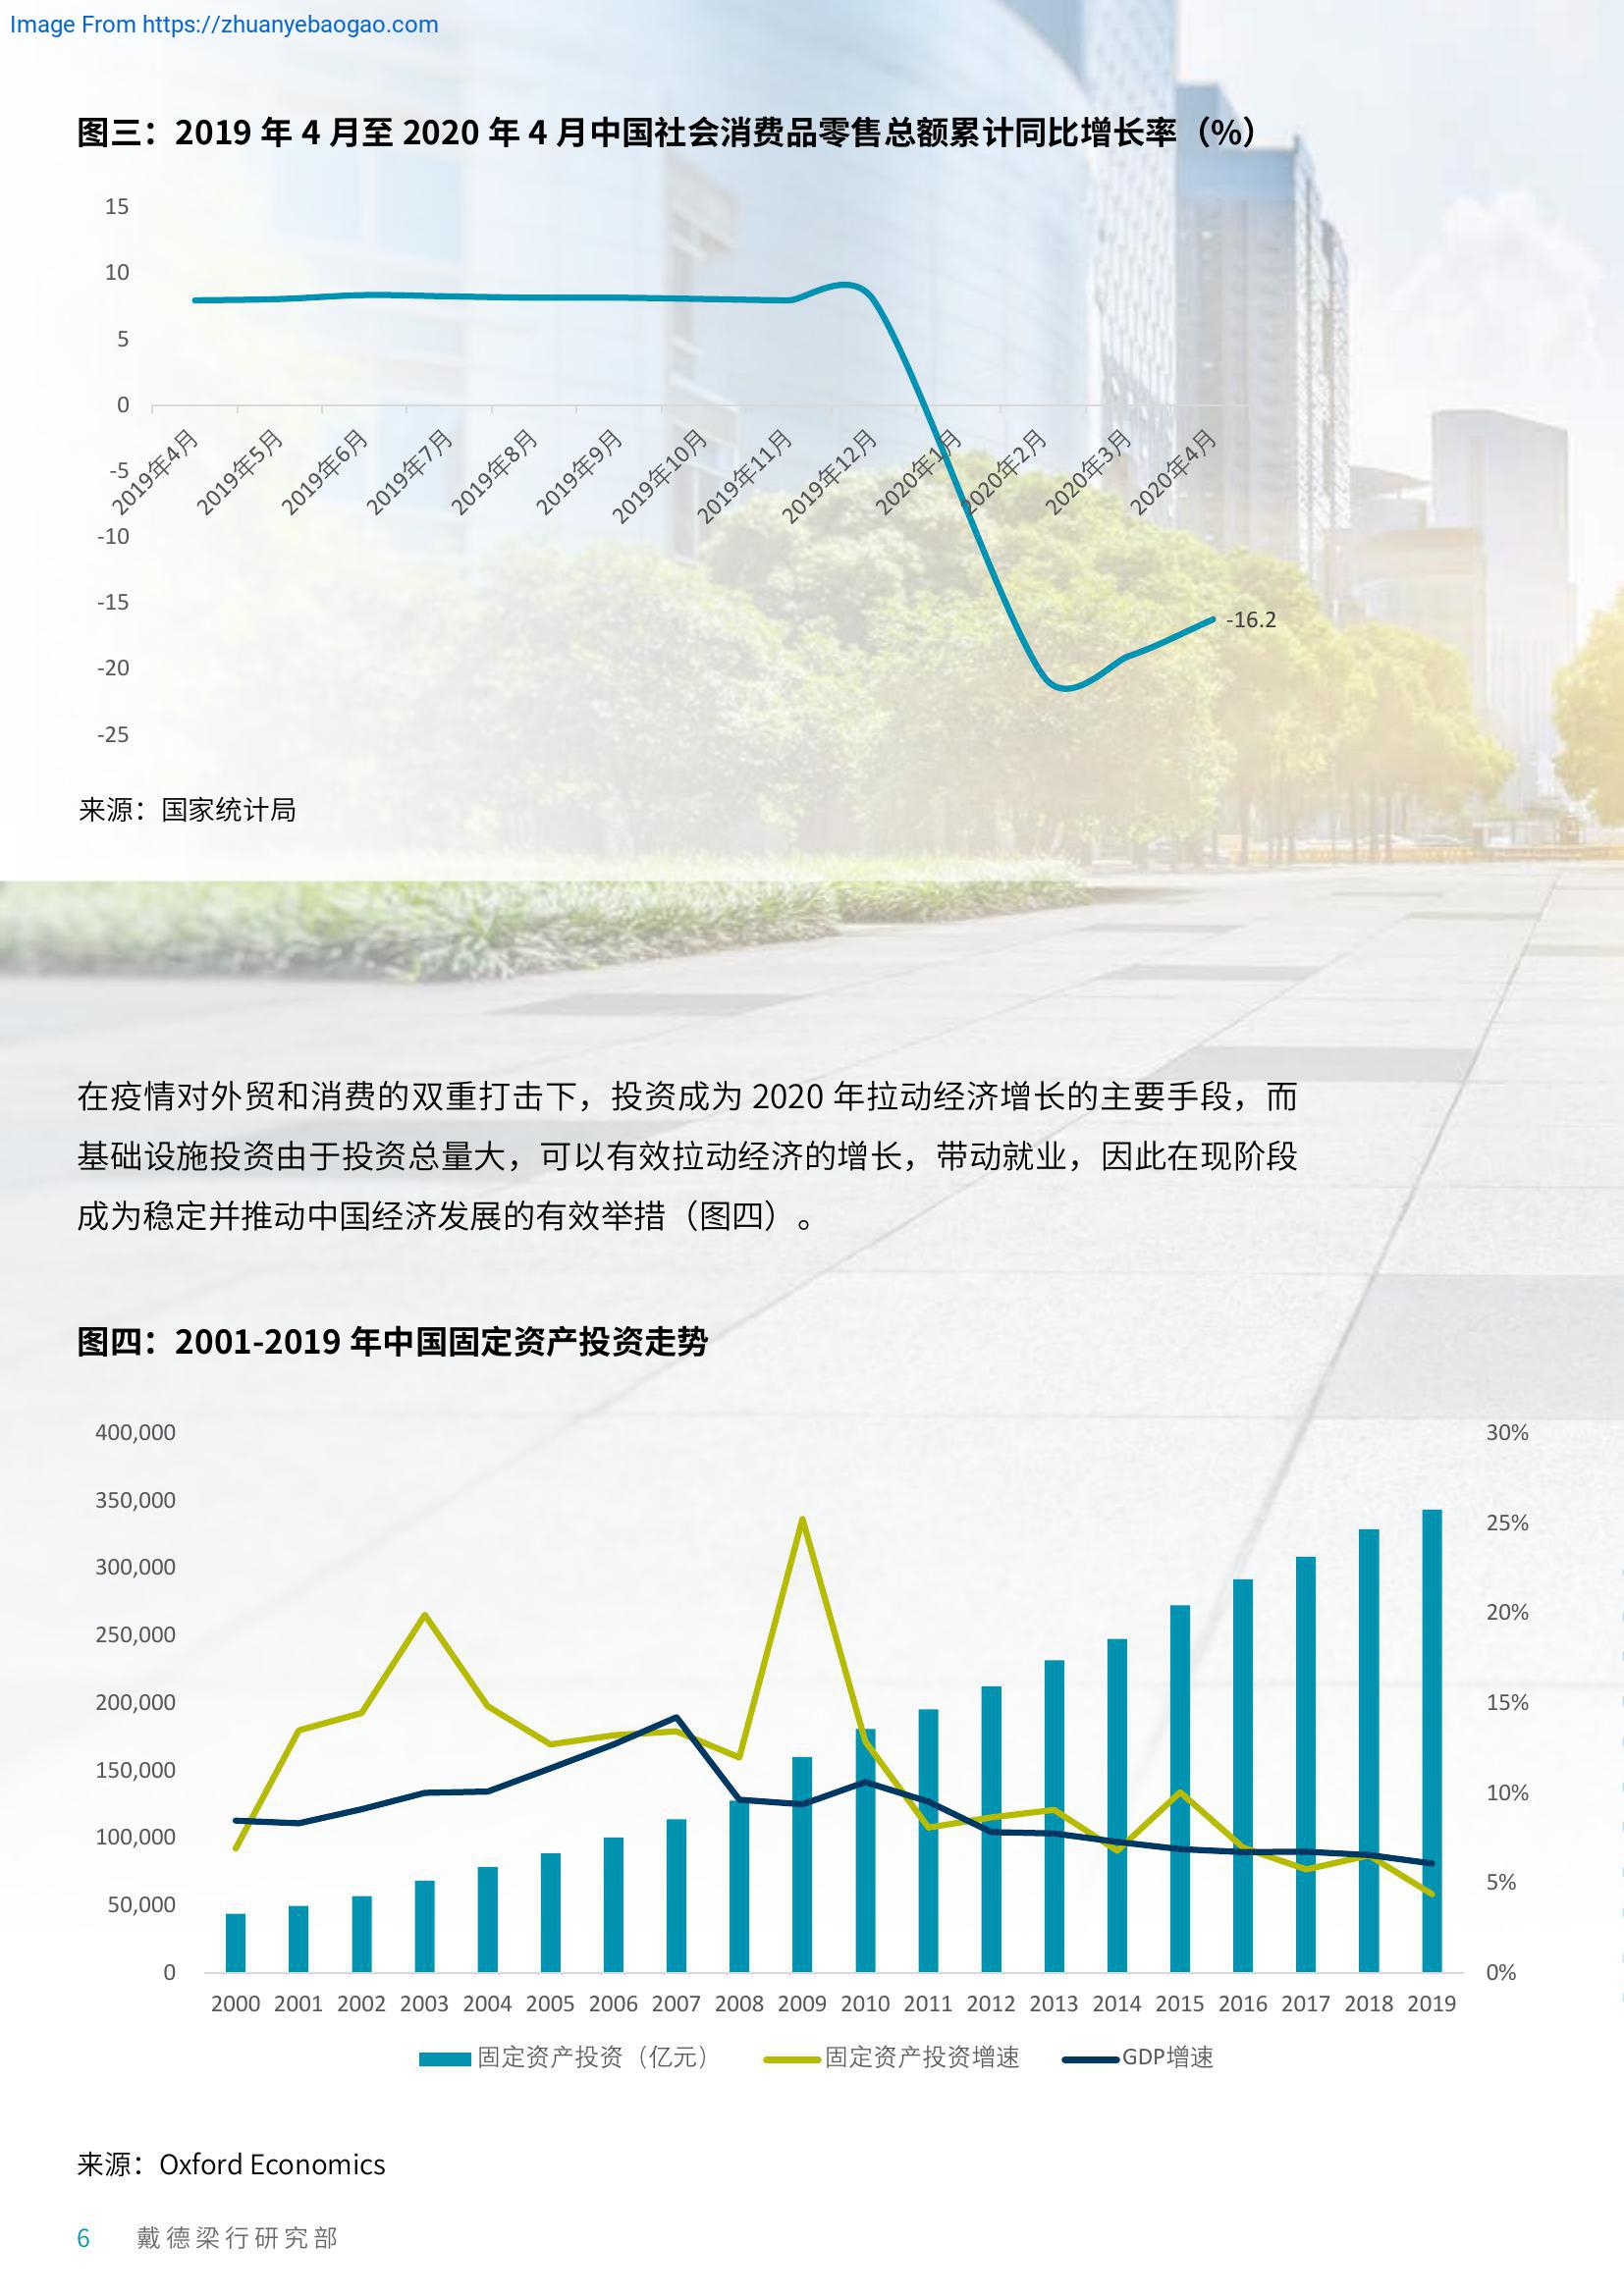 Image From https://zhuanyebaogao.com
图三：2019 年 4 月至 2020 年 4 月中国社会消费品零售总额累计同比增长率（%）
15
10
5
0
-5
-10
-15
-20
-25
2019年4月
2019年5月
2019年6月
2019年7月
2019年8月
2019年9月
2019年10月
2019年11月
2019年12月
2020年1月
2020年2月
2020年3月
2020年4月
-16.2
来源：国家统计局
在疫情对外贸和消费的双重打击下，投资成为 2020 年拉动经济增长的主要手段，而
基础设施投资由于投资总量大，可以有效拉动经济的增长，带动就业，因此在现阶段
成为稳定并推动中国经济发展的有效举措（图四）。
图四：2001-2019 年中国固定资产投资走势
400,000
350,000
300,000
250,000
200,000
150,000
100,000
50,000
0
30%
25%
20%
15%
10%
5%
0%
2000 2001 2002 2003 2004 2005 2006 2007 2008 2009 2010 2011 2012 2013 2014 2015 2016 2017 2018 2019
固定资产投资（亿元） 固定资产投资增速 GDP增速
来源：Oxford Economics
6 戴德梁行研究部